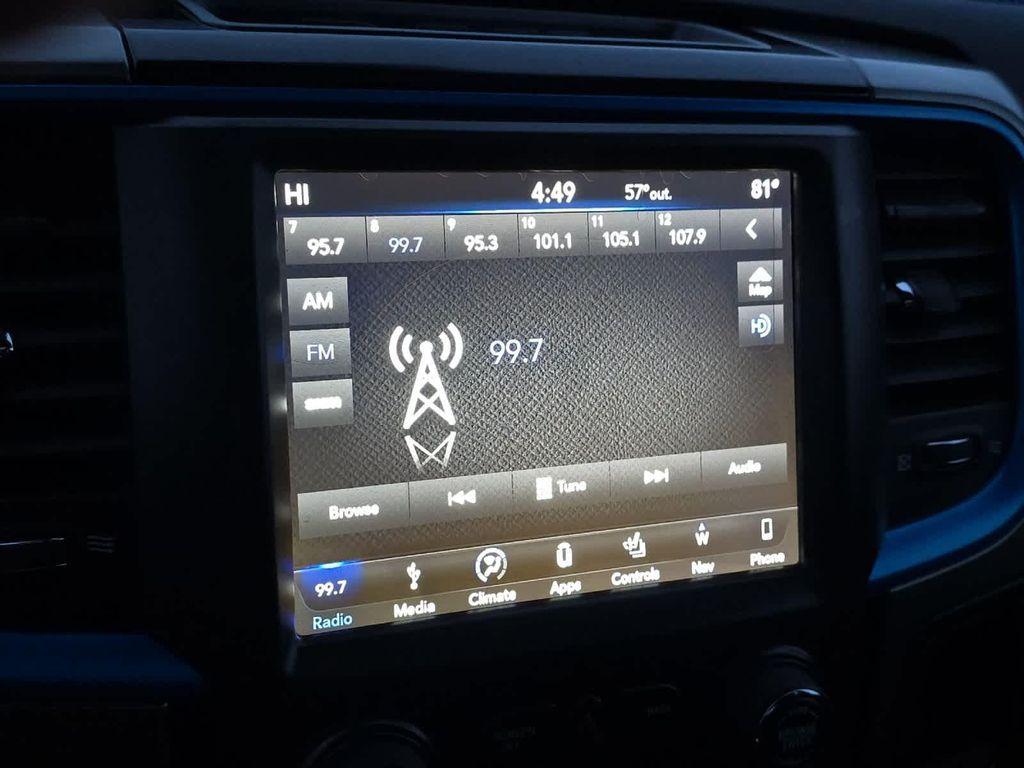 HI 4:49 57° out. 81°
7 8 9 10 11 12
95.7 99.7 95.3 101.1 105.1 107.9
AM
Map
FM
HD
99.7
Browse Tune Audio
99.7 W
Radio Media Climate Apps Controls Nav Phone